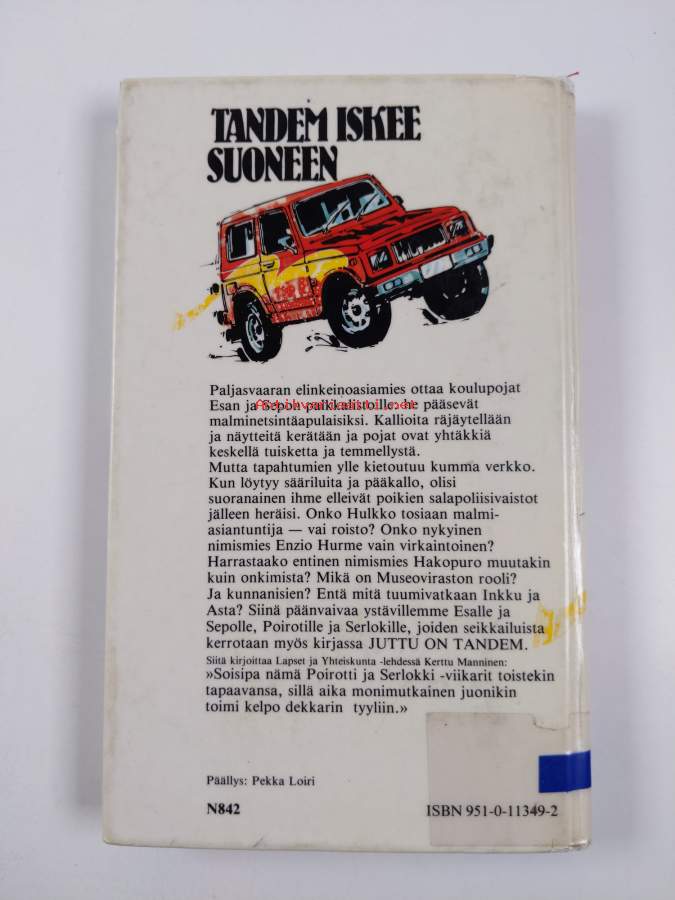 TANDEM ISKEE
SUONEEN
Paljasvaaran elinkeinoasiamies ottaa koulupojat
Esan ja Sepon palkkalistoille: he pääsevät
malminetsintäapulaisiksi. Kallioita räjäytellään
ja näytteitä kerätään ja pojat ovat yhtäkkiä
keskellä tuisketta ja temmellystä.
Mutta tapahtumien ylle kietoutuu kumma verkko.
Kun löytyy sääriluita ja pääkallo, olisi
suoranainen ihme elleivät poikien salapoliisivaistot
jälleen heräisi. Onko Hulkko tosiaan malmi-
asiantuntija — vai roisto? Onko nykyinen
nimismies Enzio Hurme vain virkaintoinen?
Harrastaako entinen nimismies Hakopuro muutakin
kuin onkimista? Mikä on Museoviraston rooli?
Ja kunnanisien? Entä mitä tuumivatkaan Inkku ja
Asta? Siinä päänvaivaa ystävillemme Esalle ja
Sepolle, Poirotille ja Serlokille, joiden seikkailuista
kerrotaan myös kirjassa JUTTU ON TANDEM.
Siitä kirjoittaa Lapset ja Yhteiskunta -lehdessä Kerttu Manninen:
»Soisipa nämä Poirotti ja Serlokki -viikarit toistekin
tapaavansa, sillä aika monimutkainen juonikin
toimi kelpo dekkarin tyyliin.»
Päällys: Pekka Loiri
N842
ISBN 951-0-11349-2